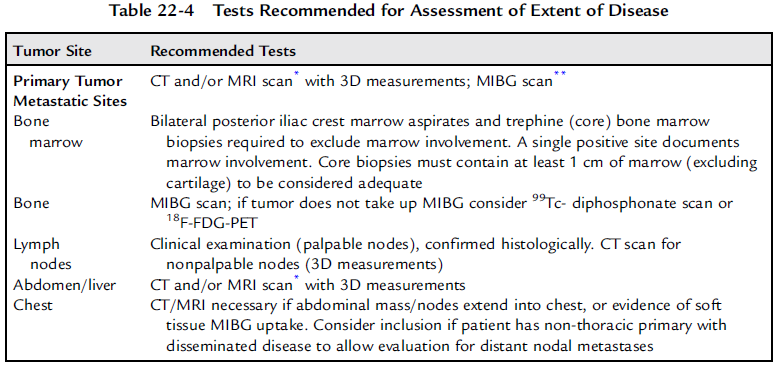 Table 22-4 Tests Recommended for Assessment of Extent of Disease
Tumor Site Recommended Tests
Primary Tumor CT and/or MRI scan* with 3D measurements; MIBG scan**
Metastatic Sites
Bone Bilateral posterior iliac crest marrow aspirates and trephine (core) bone marrow
marrow biopsies required to exclude marrow involvement. A single positive site documents
marrow involvement. Core biopsies must contain at least 1 cm of marrow (excluding
cartilage) to be considered adequate
Bone MIBG scan; if tumor does not take up MIBG consider ⁹⁹Tc- diphosphonate scan or
¹⁸F-FDG-PET
Lymph Clinical examination (palpable nodes), confirmed histologically. CT scan for
nodes nonpalpable nodes (3D measurements)
Abdomen/liver CT and/or MRI scan* with 3D measurements
Chest CT/MRI necessary if abdominal mass/nodes extend into chest, or evidence of soft
tissue MIBG uptake. Consider inclusion if patient has non-thoracic primary with
disseminated disease to allow evaluation for distant nodal metastases